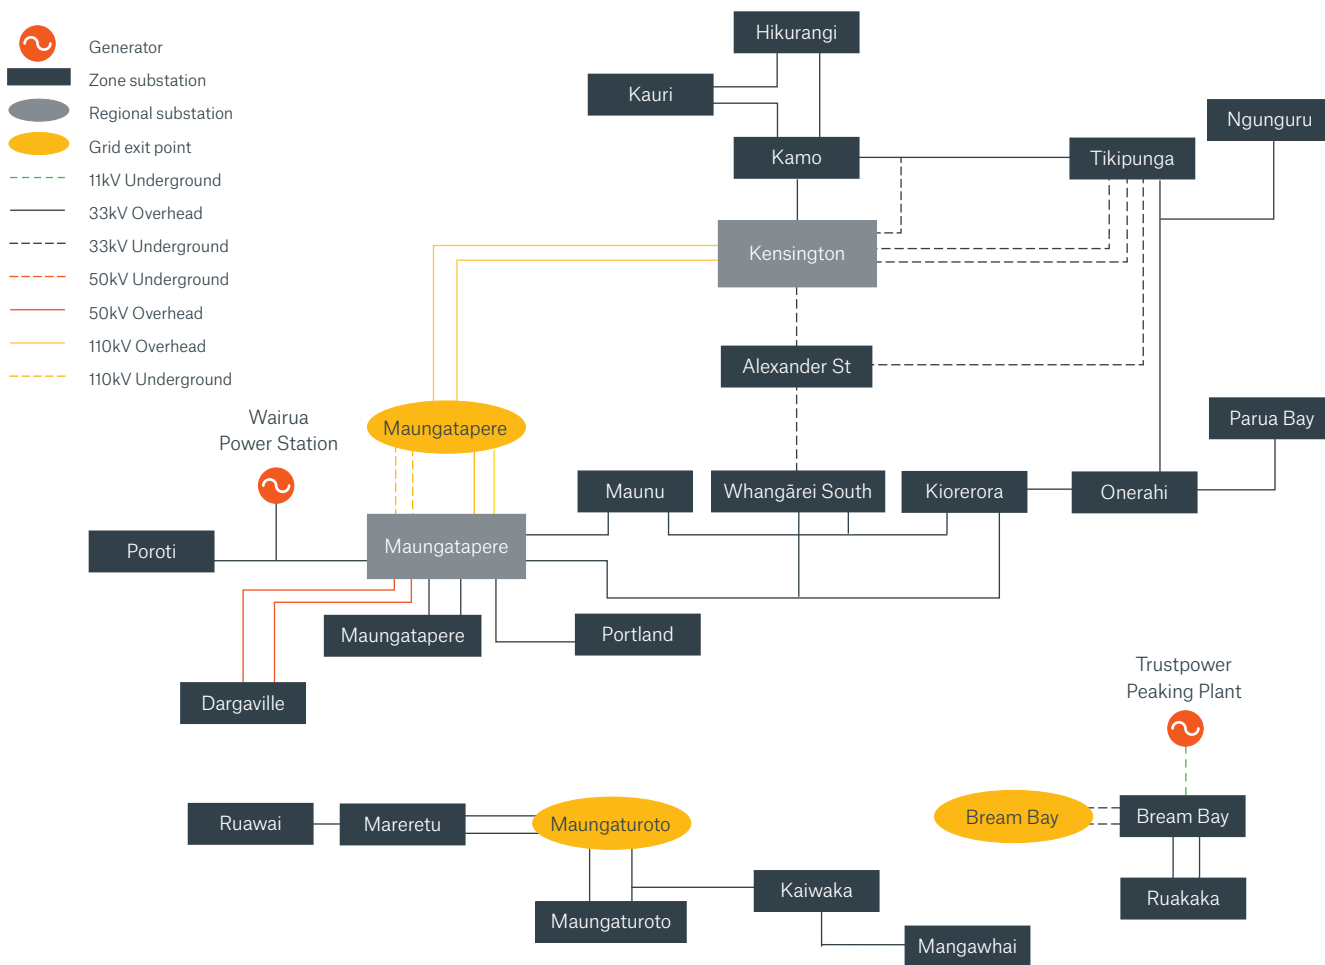 Generator
Zone substation
Regional substation
Grid exit point
11kV Underground
33kV Overhead
33kV Underground
50kV Underground
50kV Overhead
110kV Overhead
110kV Underground
Hikurangi
Kauri
Ngunguru
Kamo
Tikipunga
Kensington
Alexander St
Wairua
Power Station
Maungatapere
Parua Bay
Maunu
Whangārei South
Kiorerora
Onerahi
Poroti
Maungatapere
Maungatapere
Portland
Dargaville
Trustpower
Peaking Plant
Ruawai
Mareretu
Maungaturoto
Bream Bay
Bream Bay
Kaiwaka
Ruakaka
Maungaturoto
Mangawhai